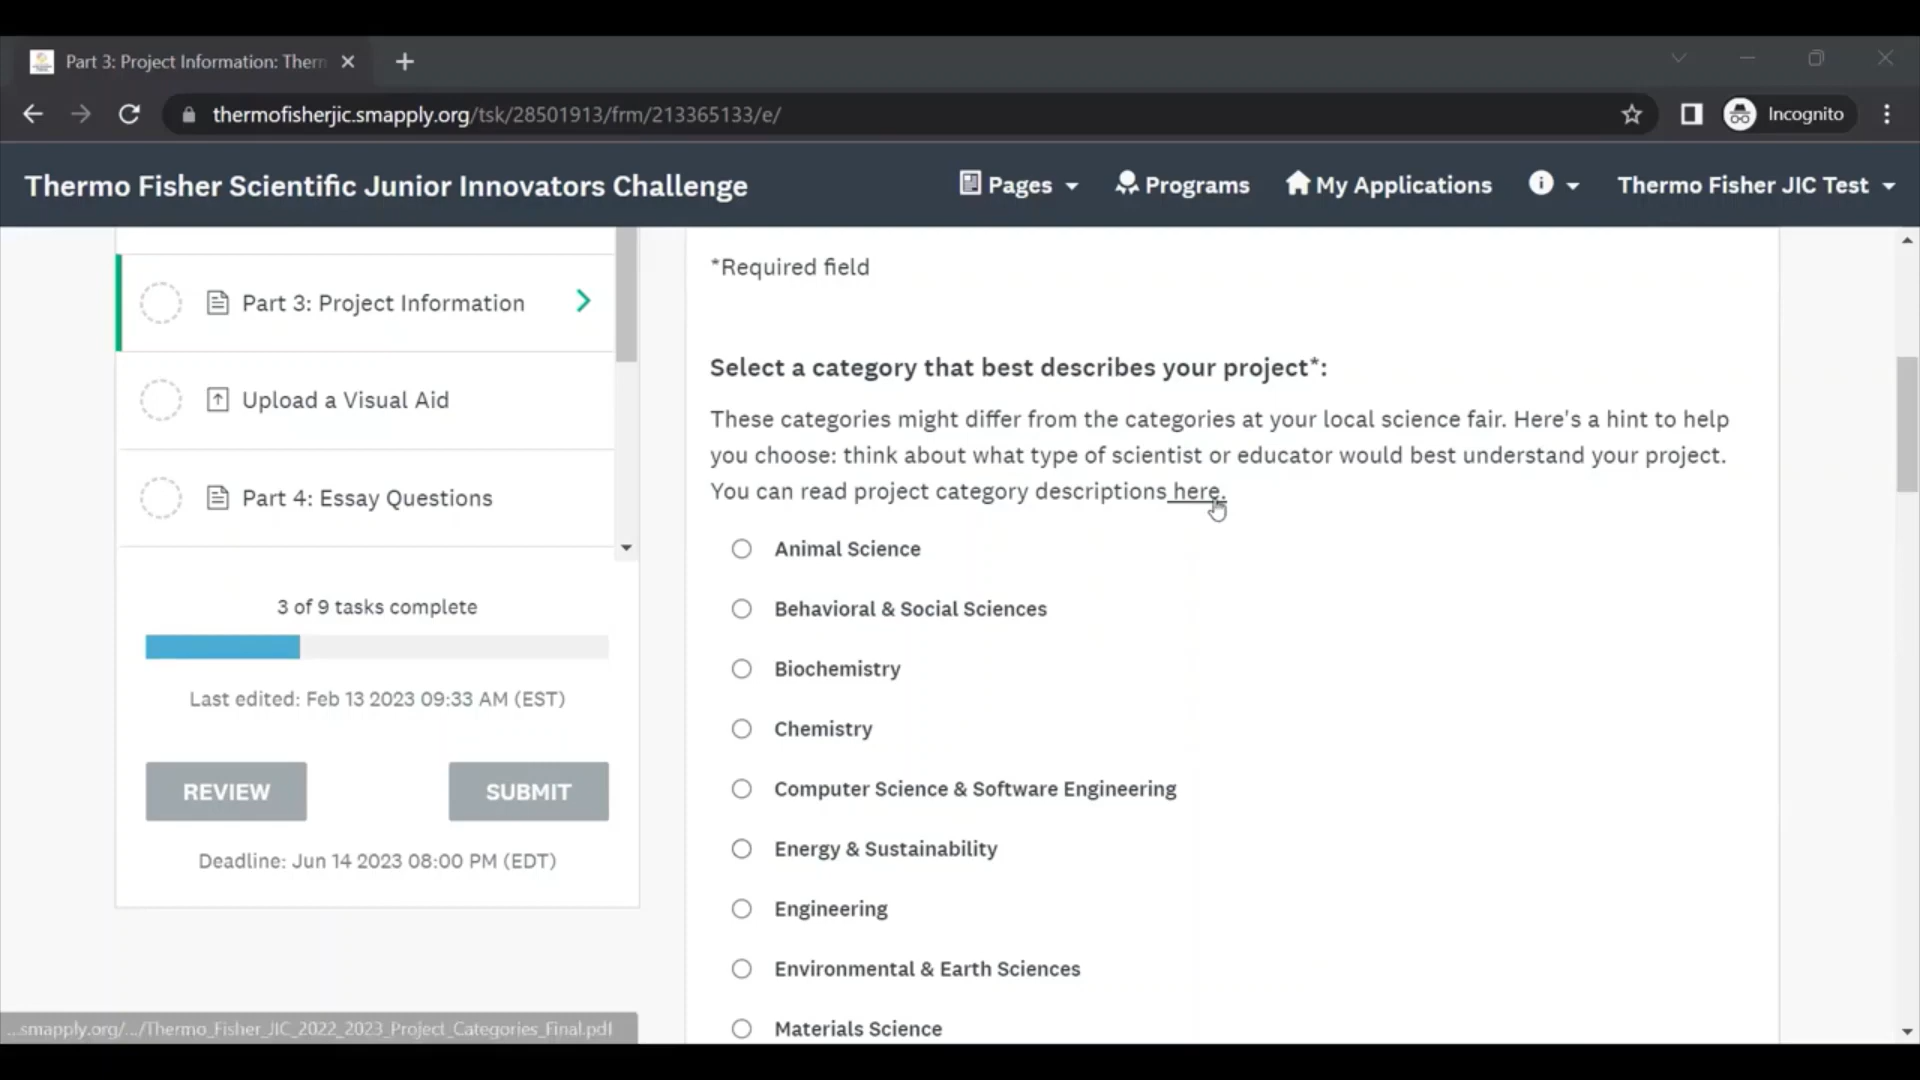 Part 3: Project Information: Therm
thermofisherjic.smapply.org/tsk/28501913/frm/213365133/e/
Incognito
Thermo Fisher Scientific Junior Innovators Challenge
Pages
Programs
My Applications
Thermo Fisher JIC Test
Part 3: Project Information
Upload a Visual Aid
Part 4: Essay Questions
3 of 9 tasks complete
Last edited: Feb 13 2023 09:33 AM (EST)
REVIEW
SUBMIT
Deadline: Jun 14 2023 08:00 PM (EDT)
*Required field
Select a category that best describes your project*:
These categories might differ from the categories at your local science fair. Here's a hint to help
you choose: think about what type of scientist or educator would best understand your project.
You can read project category descriptions here.
Animal Science
Behavioral & Social Sciences
Biochemistry
Chemistry
Computer Science & Software Engineering
Energy & Sustainability
Engineering
Environmental & Earth Sciences
Materials Science
...smapply.org/.../Thermo_Fisher_JIC_2022_2023_Project_Categories_Final.pdf